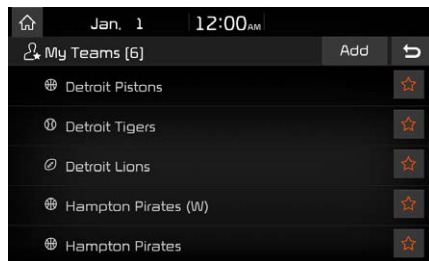 Jan. 1 12:00AM
My Teams [6] Add
Detroit Pistons
Detroit Tigers
Detroit Lions
Hampton Pirates (W)
Hampton Pirates